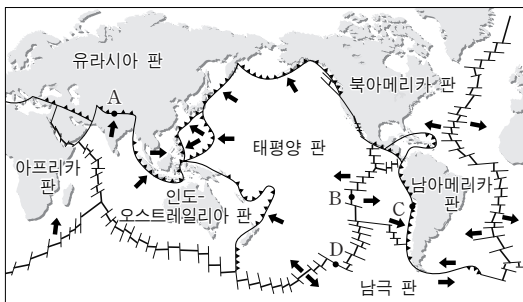 유라시아 판
북아메리카 판
A
태평양 판
아프리카
판
인도-
오스트레일리아 판
B
C
남아메리카
판
D
남극 판